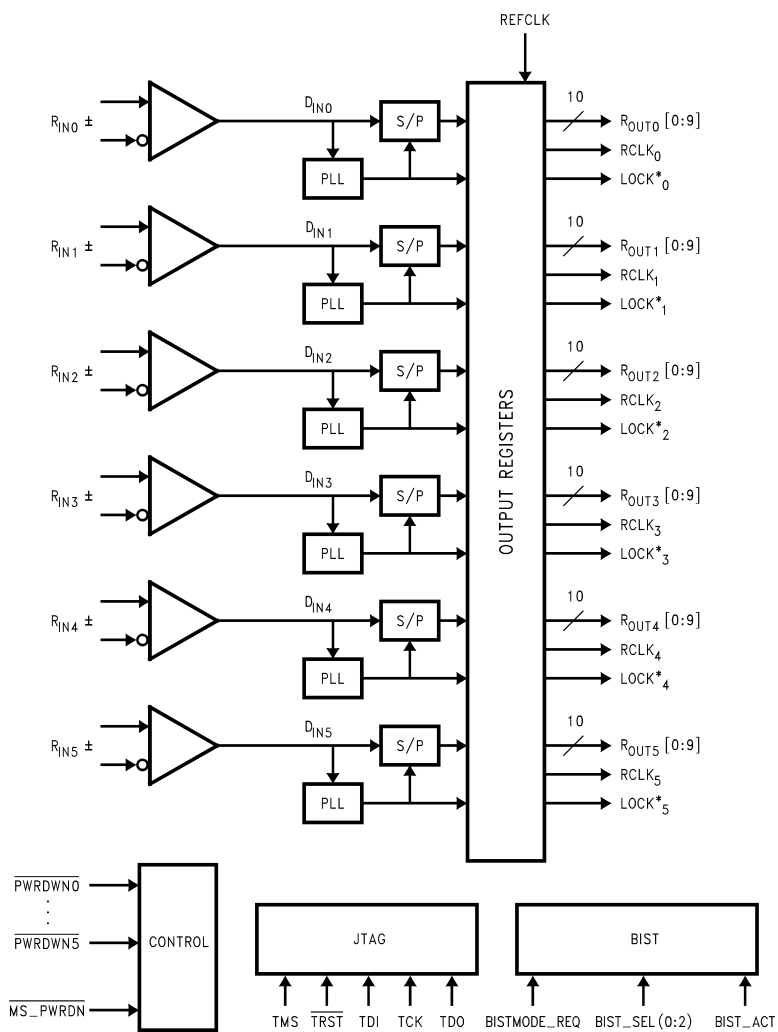 REFCLK
R_IN0 ± D_IN0 S/P 10 R_OUT0 [0:9]
RCLK_0
PLL LOCK*_0
R_IN1 ± D_IN1 S/P 10 R_OUT1 [0:9]
RCLK_1
PLL LOCK*_1
R_IN2 ± D_IN2 S/P 10 R_OUT2 [0:9]
RCLK_2
PLL LOCK*_2
OUTPUT REGISTERS
R_IN3 ± D_IN3 S/P 10 R_OUT3 [0:9]
RCLK_3
PLL LOCK*_3
R_IN4 ± D_IN4 S/P 10 R_OUT4 [0:9]
RCLK_4
PLL LOCK*_4
R_IN5 ± D_IN5 S/P 10 R_OUT5 [0:9]
RCLK_5
PLL LOCK*_5
PWRDWN0
PWRDWN5
MS_PWRDN
CONTROL
JTAG
TMS TRST TDI TCK TDO
BIST
BISTMODE_REQ BIST_SEL(0:2) BIST_ACT